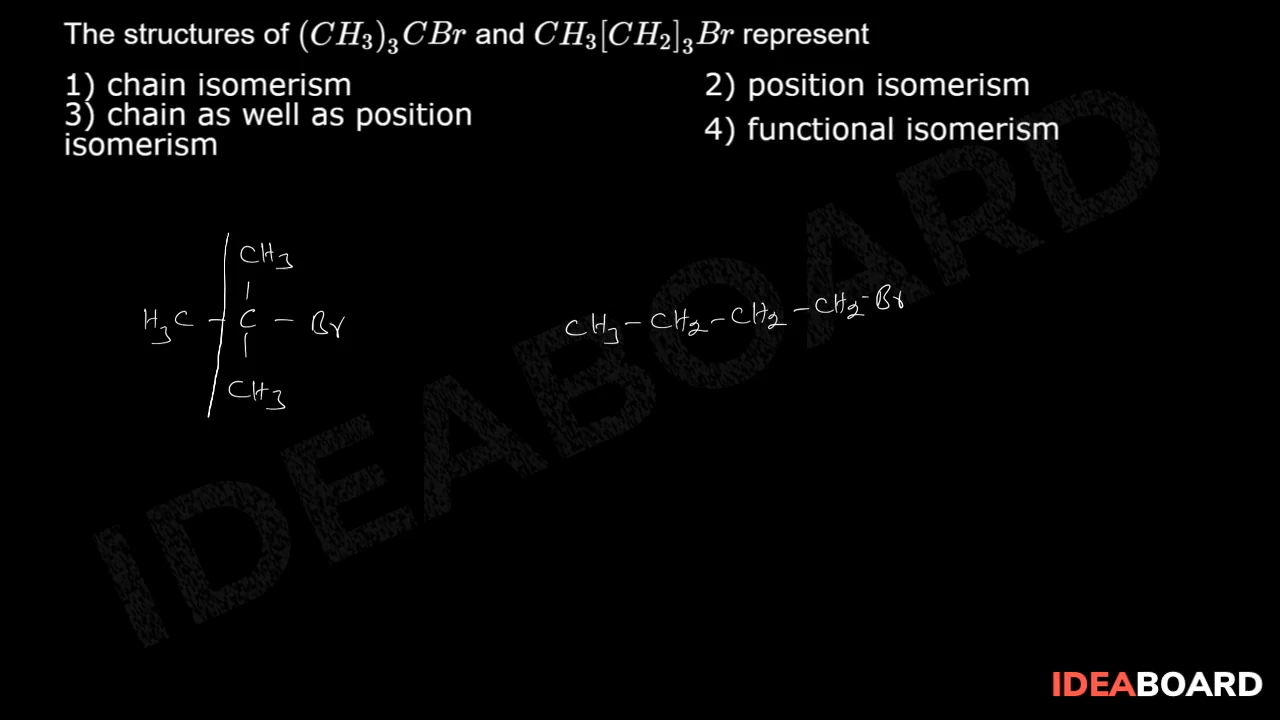 The structures of (CH₃)₃CBr and CH₃[CH₂]₃Br represent
1) chain isomerism
2) position isomerism
3) chain as well as position
isomerism
4) functional isomerism
CH3
H3C - C - Br
CH3
CH3 - CH2 - CH2 - CH2 - Br
IDEABOARD
IDEABOARD